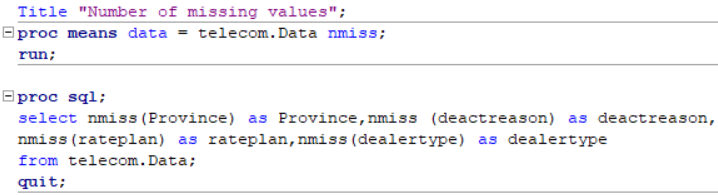 Title "Number of missing values";
proc means data = telecom.Data nmiss;
run;
proc sql;
select nmiss(Province) as Province,nmiss (deactreason) as deactreason,
nmiss(rateplan) as rateplan,nmiss(dealertype) as dealertype
from telecom.Data;
quit;